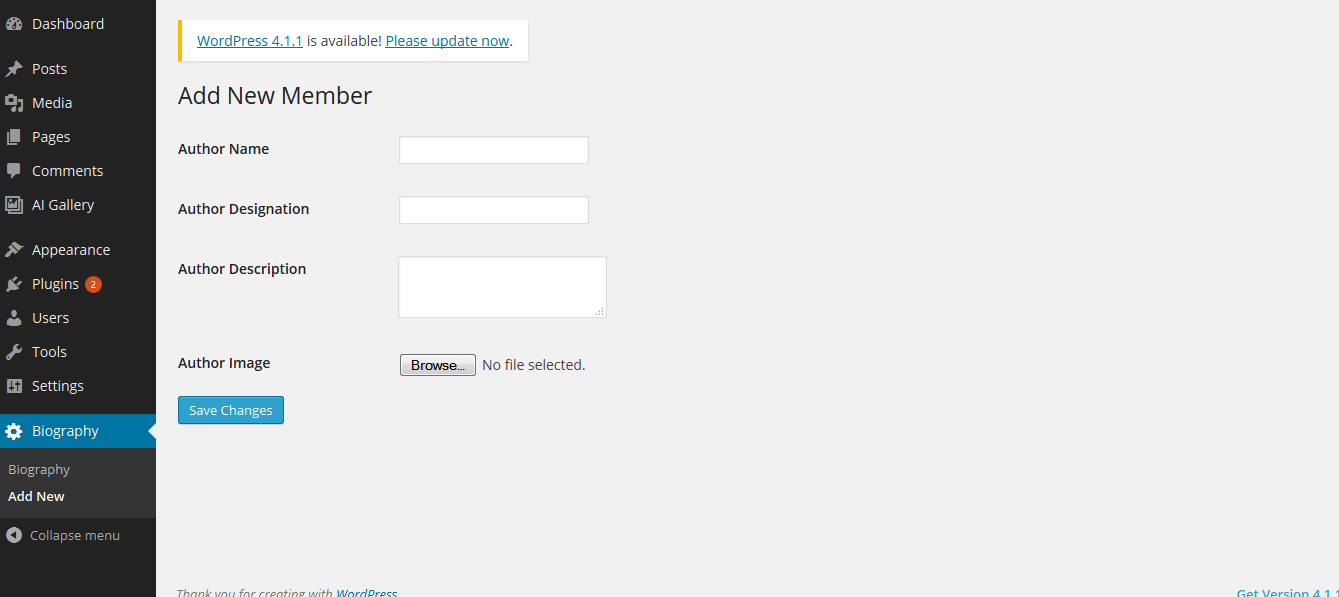 Dashboard
Posts
Media
Pages
Comments
AI Gallery
Appearance
Plugins 2
Users
Tools
Settings
Biography
Biography
Add New
Collapse menu
WordPress 4.1.1 is available! Please update now.
Add New Member
Author Name
Author Designation
Author Description
Author Image
Browse... No file selected.
Save Changes
Thank you for creating with WordPress
Get Version 4.1.1